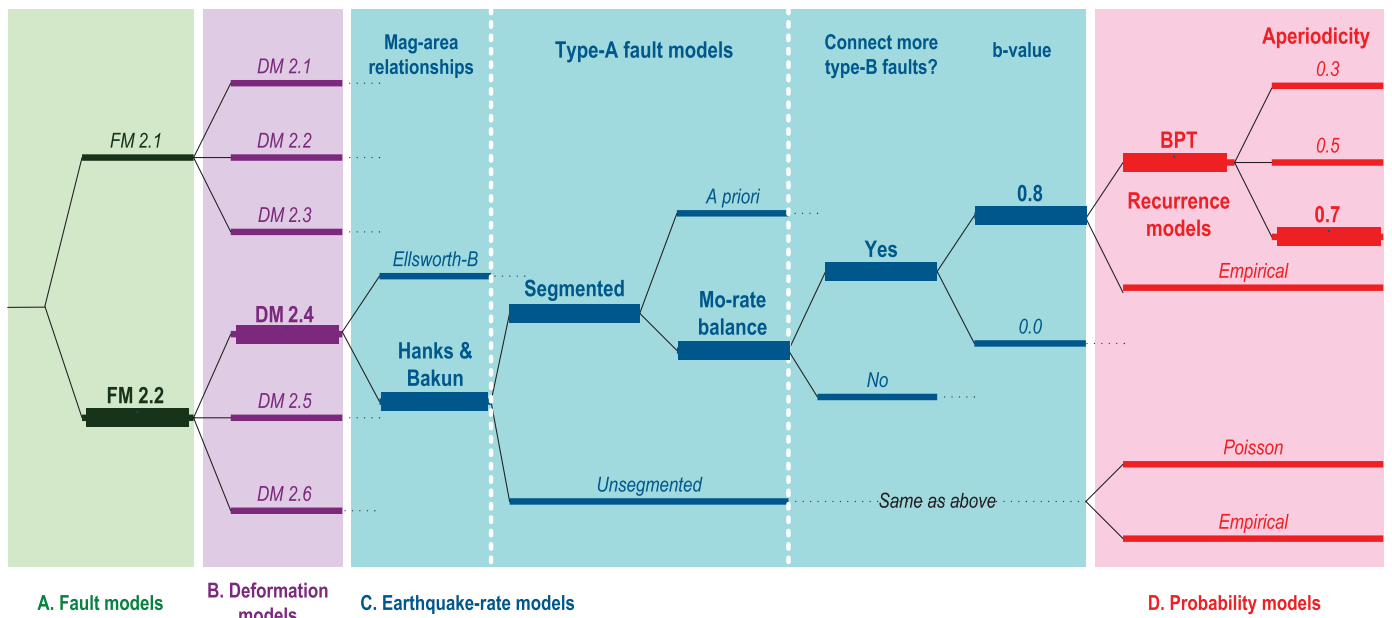 Mag-area
relationships
Type-A fault models
Connect more
type-B faults?
b-value
Aperiodicity
FM 2.1
FM 2.2
DM 2.1
DM 2.2
DM 2.3
DM 2.4
DM 2.5
DM 2.6
Ellsworth-B
Hanks &
Bakun
Segmented
Unsegmented
A priori
Mo-rate
balance
Yes
No
0.8
0.0
Same as above
BPT
Recurrence
models
Empirical
0.3
0.5
0.7
Poisson
Empirical
A. Fault models
B. Deformation
models
C. Earthquake-rate models
D. Probability models